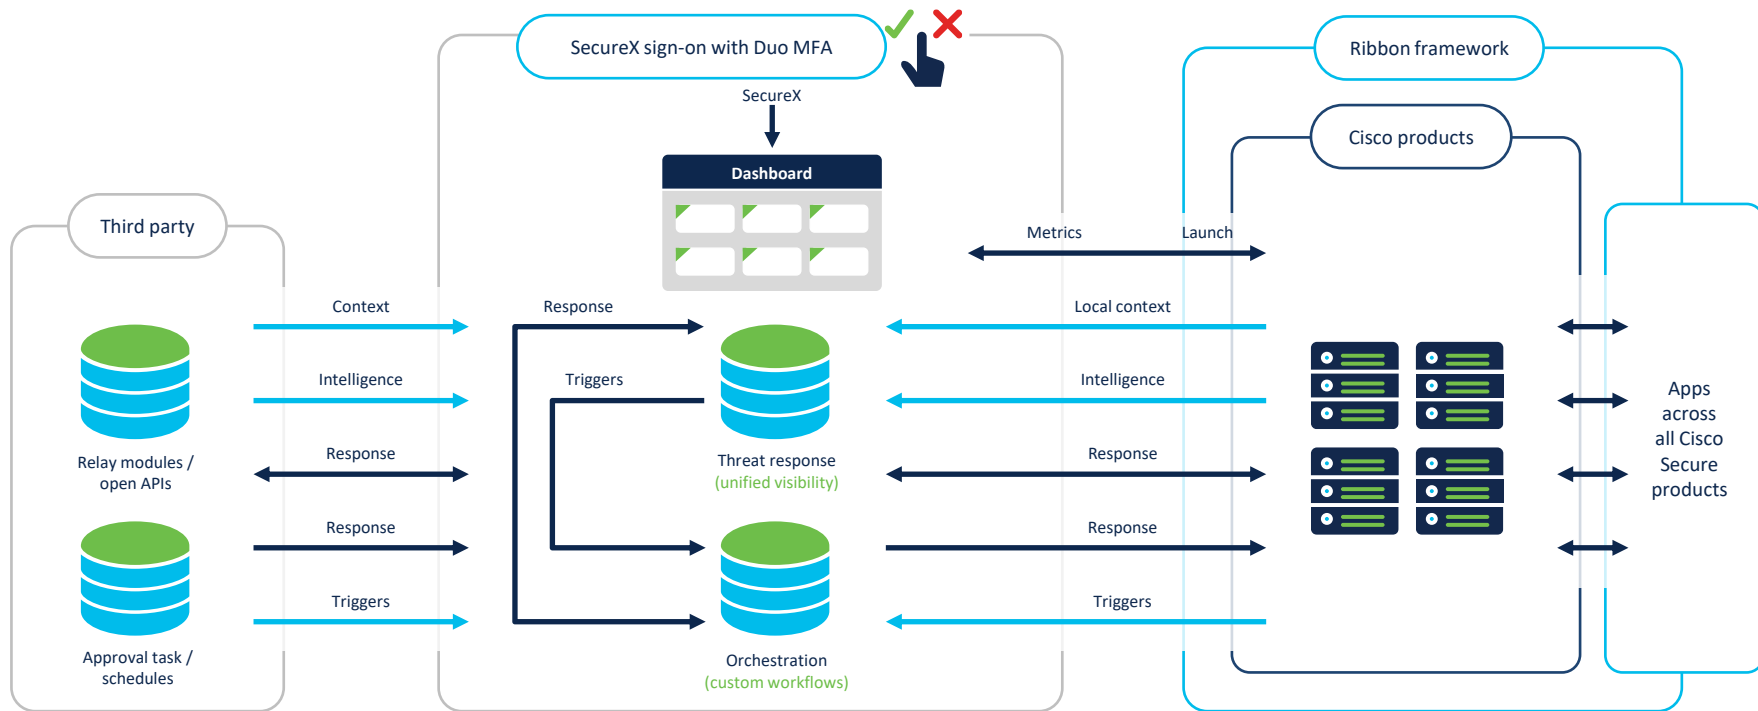 SecureX sign-on with Duo MFA
Ribbon framework
SecureX
Cisco products
Dashboard
Third party
Metrics
Launch
Context
Response
Local context
Intelligence
Triggers
Intelligence
Apps
across
all Cisco
Secure
products
Relay modules /
open APIs
Response
Threat response
(unified visibility)
Response
Response
Response
Triggers
Triggers
Approval task /
schedules
Orchestration
(custom workflows)